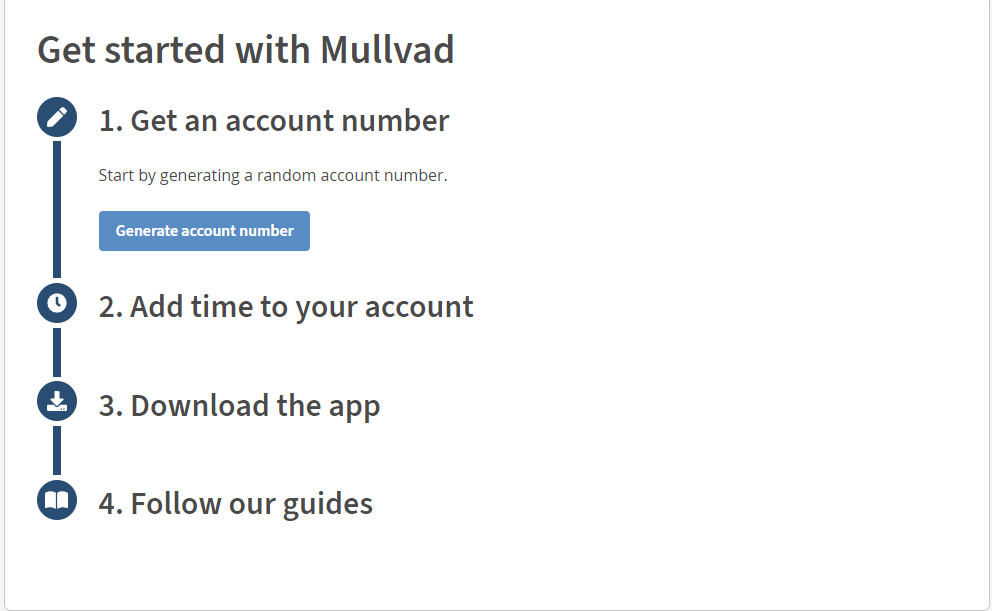 Get started with Mullvad
1. Get an account number
Start by generating a random account number.
Generate account number
2. Add time to your account
3. Download the app
4. Follow our guides